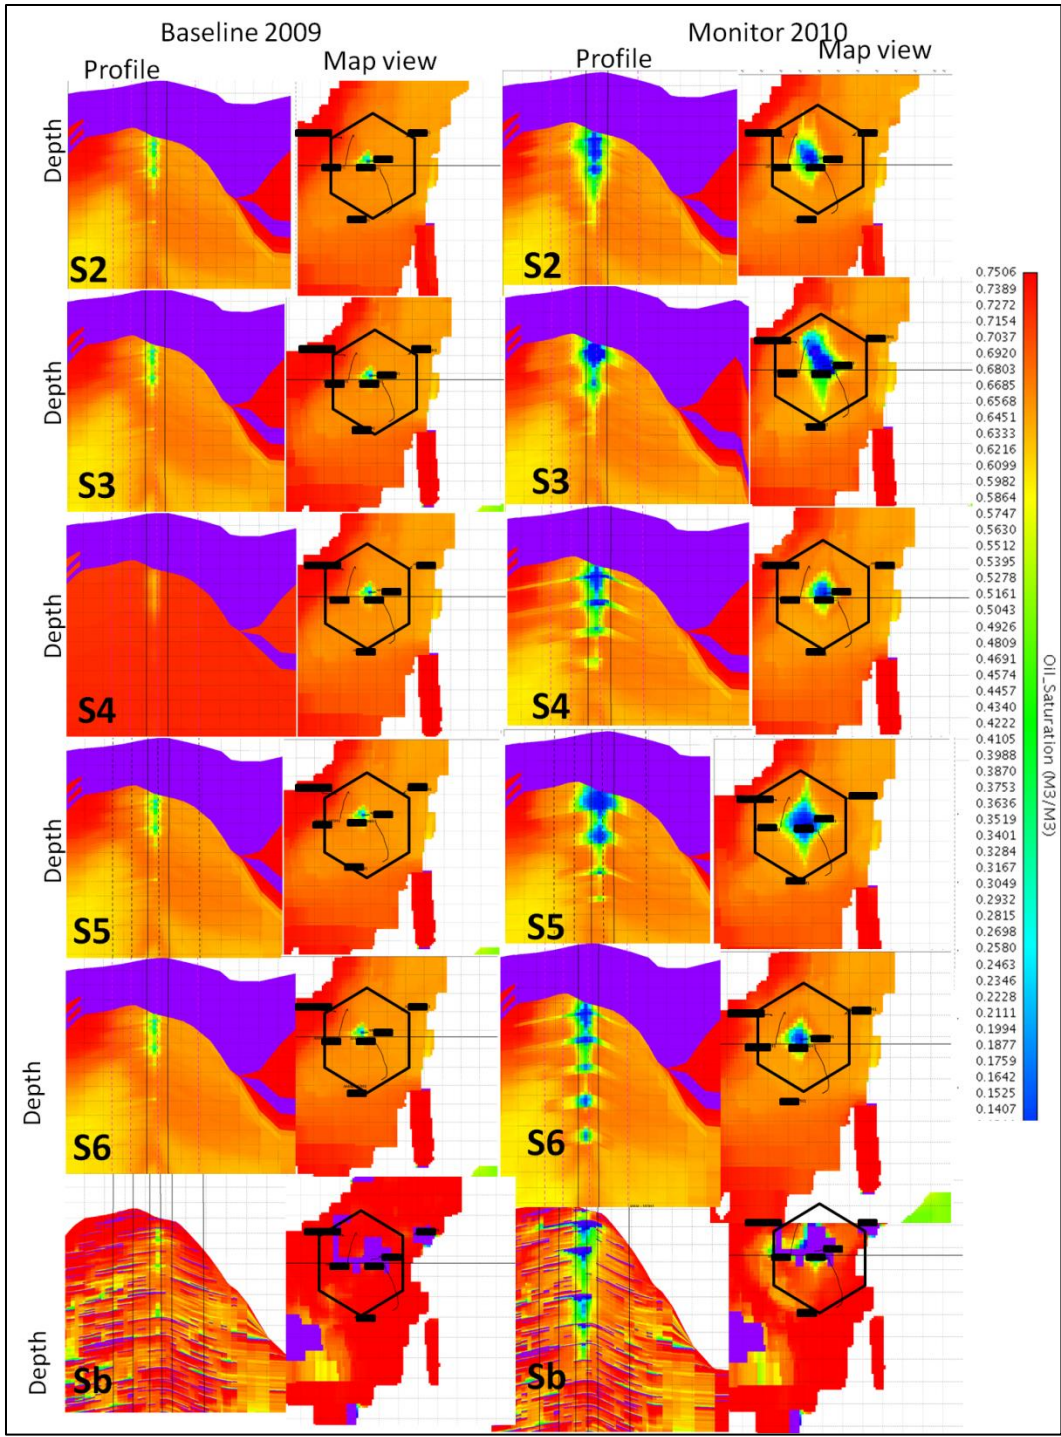 Baseline 2009
Monitor 2010
Profile
Map view
Profile
Map view
Depth
S2
S2
Depth
S3
S3
Depth
S4
S4
Depth
S5
S5
Depth
S6
S6
Depth
Sb
Sb
0.7506
0.7389
0.7272
0.7154
0.7037
0.6920
0.6803
0.6685
0.6568
0.6451
0.6333
0.6216
0.6099
0.5982
0.5864
0.5747
0.5630
0.5512
0.5395
0.5278
0.5161
0.5043
0.4926
0.4809
0.4691
0.4574
0.4457
0.4340
0.4222
0.4105
0.3988
0.3870
0.3753
0.3636
0.3519
0.3401
0.3284
0.3167
0.3049
0.2932
0.2815
0.2698
0.2580
0.2463
0.2346
0.2228
0.2111
0.1994
0.1877
0.1759
0.1642
0.1525
0.1407
Oil_Saturation (M3/M3)